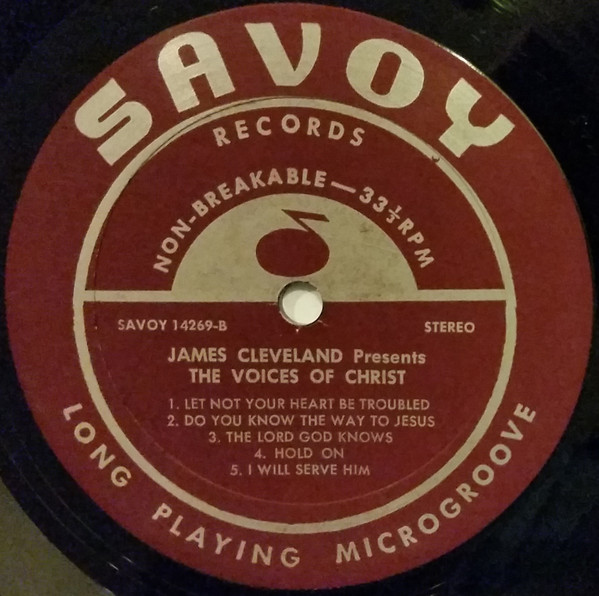 SAVOY
RECORDS
NON-BREAKABLE—33⅓RPM
SAVOY 14269-B
STEREO
JAMES CLEVELAND Presents
THE VOICES OF CHRIST
1. LET NOT YOUR HEART BE TROUBLED
2. DO YOU KNOW THE WAY TO JESUS
3. THE LORD GOD KNOWS
4. HOLD ON
5. I WILL SERVE HIM
LONG PLAYING MICROGROOVE